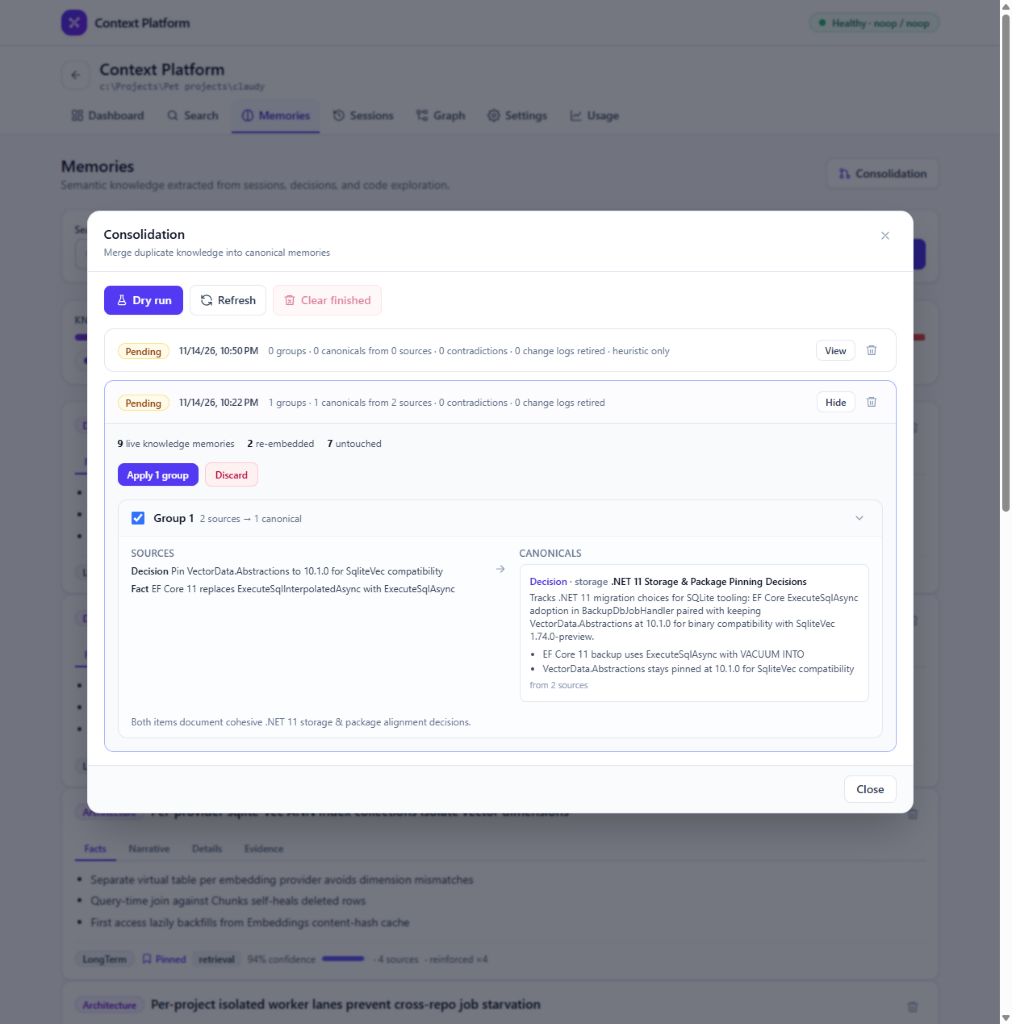 Context Platform
Healthy · noop / noop
Context Platform
c:\Projects\Pet projects\claudy
Dashboard
Search
Memories
Sessions
Graph
Settings
Usage
Memories
Semantic knowledge extracted from sessions, decisions, and code exploration.
Consolidation
Consolidation
Merge duplicate knowledge into canonical memories
Dry run
Refresh
Clear finished
Pending 11/14/26, 10:50 PM 0 groups · 0 canonicals from 0 sources · 0 contradictions · 0 change logs retired · heuristic only
View
Pending 11/14/26, 10:22 PM 1 groups · 1 canonicals from 2 sources · 0 contradictions · 0 change logs retired
Hide
9 live knowledge memories 2 re-embedded 7 untouched
Apply 1 group
Discard
Group 1 2 sources → 1 canonical
SOURCES
Decision Pin VectorData.Abstractions to 10.1.0 for SqliteVec compatibility
Fact EF Core 11 replaces ExecuteSqlInterpolatedAsync with ExecuteSqlAsync
→
CANONICALS
Decision · storage .NET 11 Storage & Package Pinning Decisions
Tracks .NET 11 migration choices for SQLite tooling: EF Core ExecuteSqlAsync
adoption in BackupDbJobHandler paired with keeping
VectorData.Abstractions at 10.1.0 for binary compatibility with SqliteVec
1.74.0-preview.
• EF Core 11 backup uses ExecuteSqlAsync with VACUUM INTO
• VectorData.Abstractions stays pinned at 10.1.0 for SqliteVec compatibility
from 2 sources
Both items document cohesive .NET 11 storage & package alignment decisions.
Close
Architecture Per-provider sqlite-vec ANN index collections isolate vector dimensions
Facts
Narrative
Details
Evidence
• Separate virtual table per embedding provider avoids dimension mismatches
• Query-time join against Chunks self-heals deleted rows
• First access lazily backfills from Embeddings content-hash cache
LongTerm Pinned retrieval 94% confidence · 4 sources · reinforced ×4
Architecture Per-project isolated worker lanes prevent cross-repo job starvation